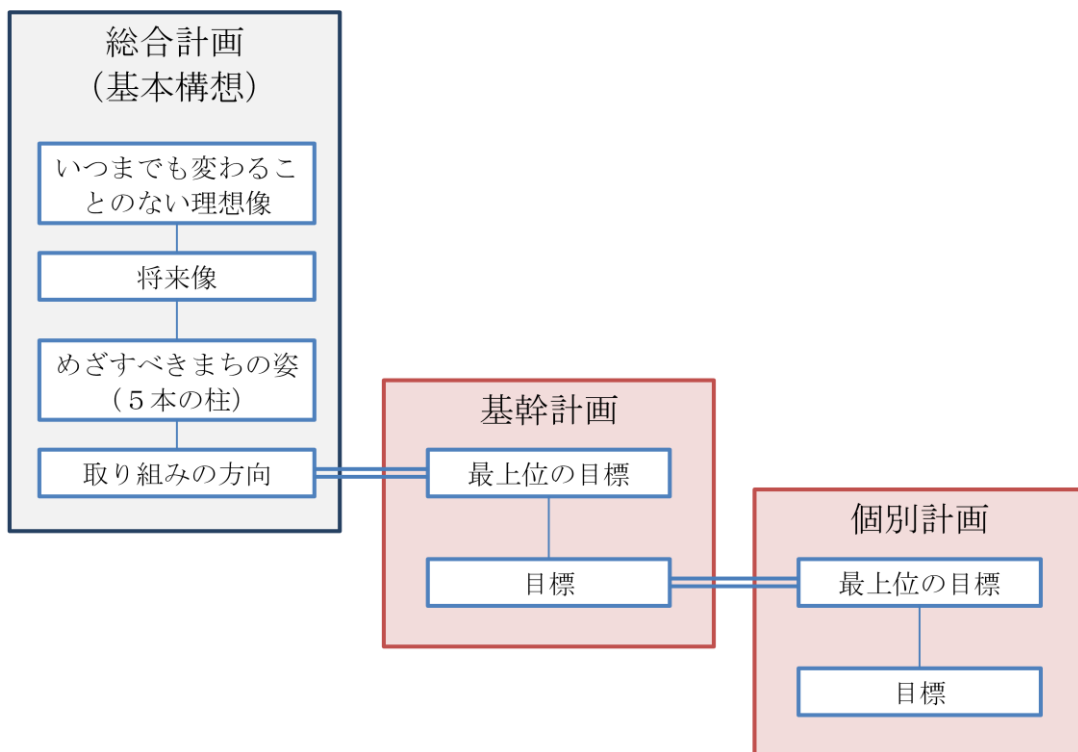 総合計画
（基本構想）
いつまでも変わるこ
とのない理想像
将来像
めざすべきまちの姿
（５本の柱）
取り組みの方向
基幹計画
最上位の目標
目標
個別計画
最上位の目標
目標